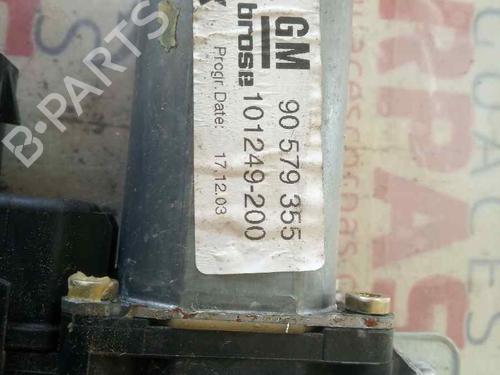 GM
90 579 355
brose
101249-200
Progr. Date:
17.12.03
B-PARTS